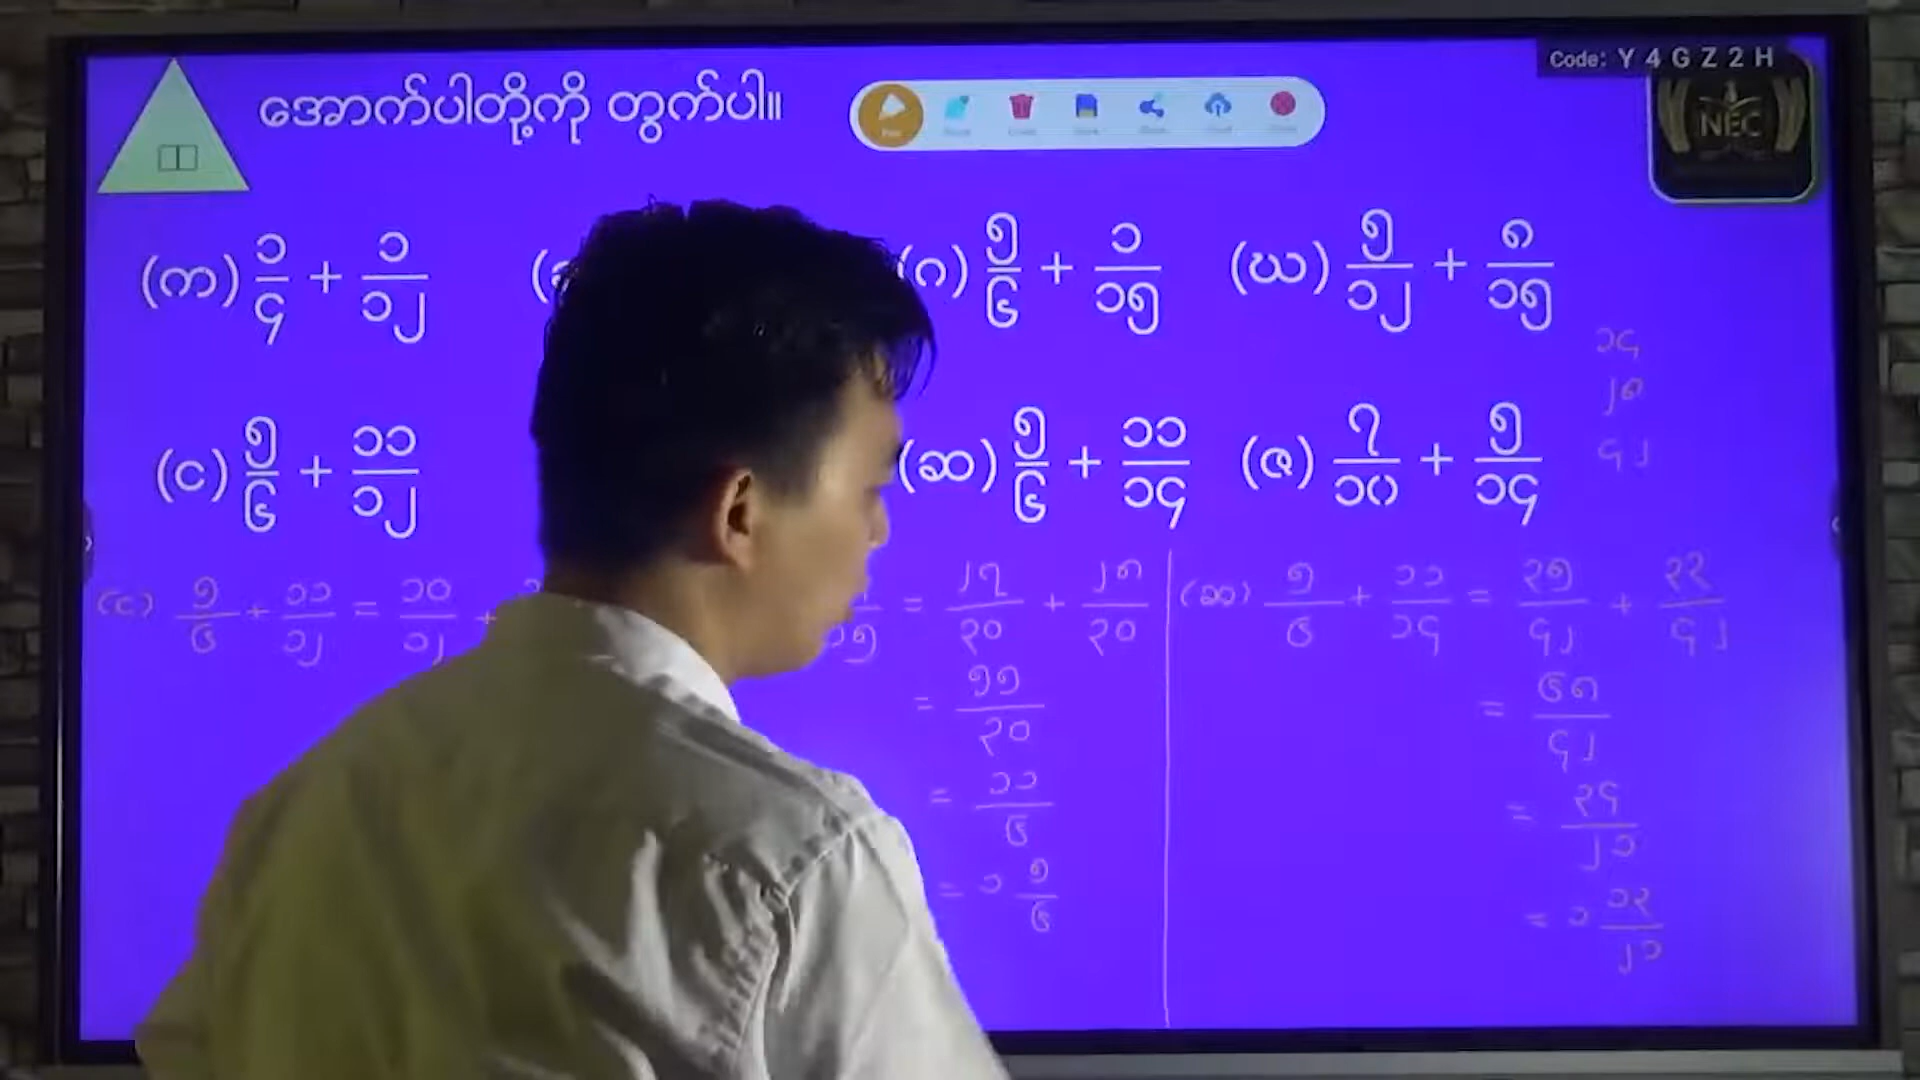 Code: Y4GZ2H
NEC
အောက်ပါတို့ကို တွက်ပါ။
(က) ၁/၄ + ၁/၁၂
(ဂ) ၅/၆ + ၁/၁၅
(ဃ) ၅/၁၂ + ၈/၁၅
၁၄
၂၈
၄၂
(င) ၅/၆ + ၁၁/၁၂
(ဆ) ၅/၆ + ၁၁/၁၄
(ဇ) ၇/၁၀ + ၅/၁၄
(င) ၅/၆ + ၁၁/၁၂ = ၁၀/၁၂ +
= ၂၇/၃၀ + ၂၈/၃၀
= ၅၅/၃၀
= ၁၁/၆
= ၁ ၅/၆
(ဆ) ၅/၆ + ၁၁/၁၄ = ၃၅/၄၂ + ၃၃/၄၂
= ၆၈/၄၂
= ၃၄/၂၁
= ၁ ၁၃/၂၁